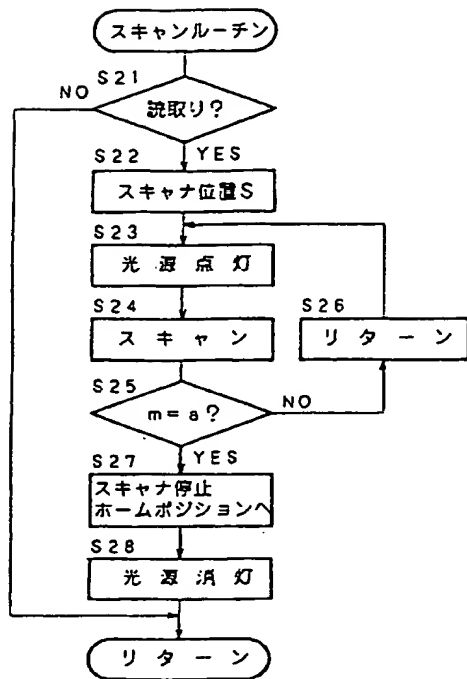 スキャンルーチン
S21
NO
読取り?
S22
YES
スキャナ位置S
S23
光源点灯
S24
S26
スキャン
リターン
S25
m=a?
NO
S27
YES
スキャナ停止
ホームポジションへ
S28
光源消灯
リターン